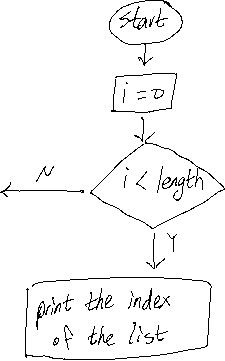 start
i = 0
i < length
N
Y
print the index
of the list